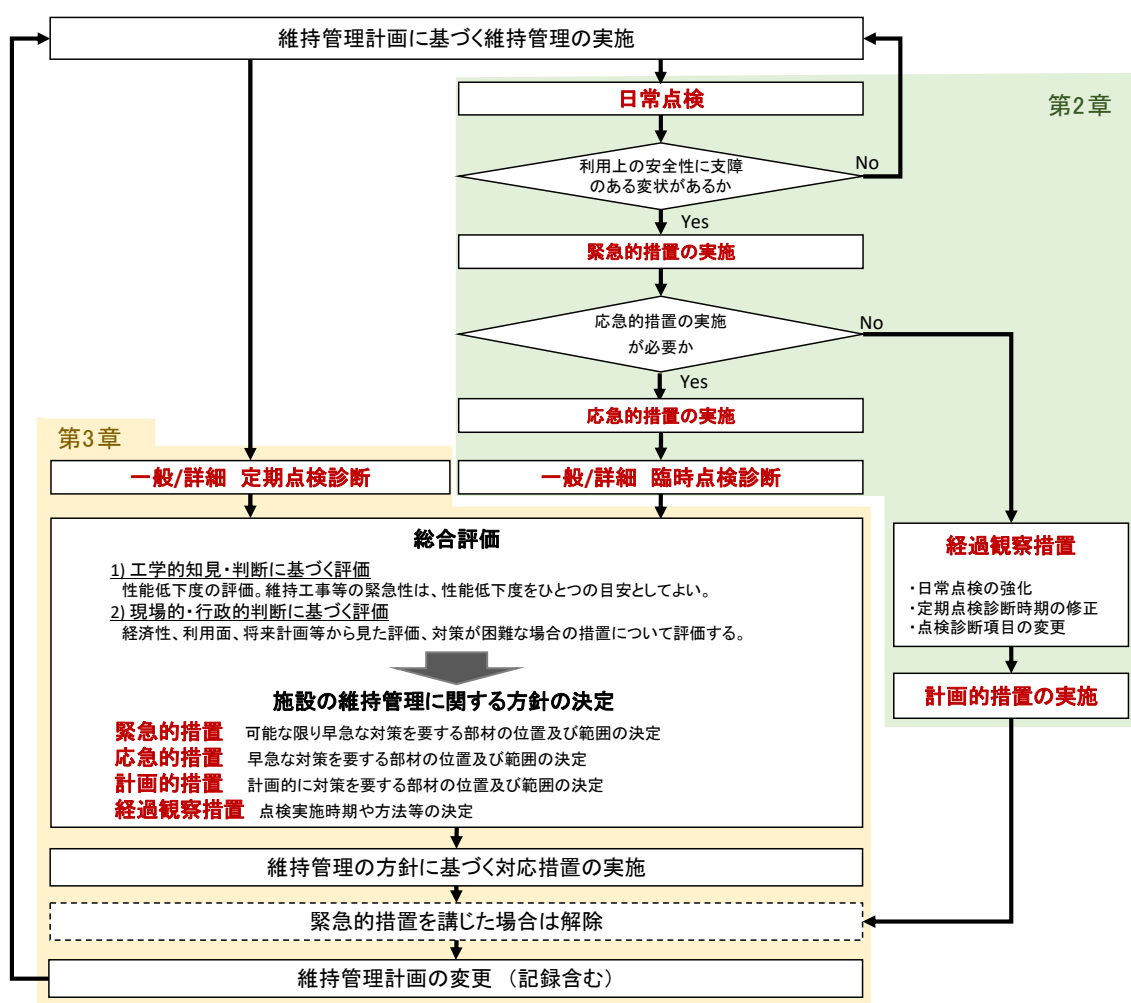 維持管理計画に基づく維持管理の実施
第2章
日常点検
利用上の安全性に支障
のある変状があるか
No
Yes
緊急的措置の実施
応急的措置の実施
が必要か
No
Yes
応急的措置の実施
第3章
一般/詳細 定期点検診断
一般/詳細 臨時点検診断
総合評価
1) 工学的知見・判断に基づく評価
性能低下度の評価。維持工事等の緊急性は、性能低下度をひとつの目安としてよい。
2) 現場的・行政的判断に基づく評価
経済性、利用面、将来計画等から見た評価、対策が困難な場合の措置について評価する。
施設の維持管理に関する方針の決定
緊急的措置 可能な限り早急な対策を要する部材の位置及び範囲の決定
応急的措置 早急な対策を要する部材の位置及び範囲の決定
計画的措置 計画的に対策を要する部材の位置及び範囲の決定
経過観察措置 点検実施時期や方法等の決定
経過観察措置
・日常点検の強化
・定期点検診断時期の修正
・点検診断項目の変更
計画的措置の実施
維持管理の方針に基づく対応措置の実施
緊急的措置を講じた場合は解除
維持管理計画の変更 （記録含む）